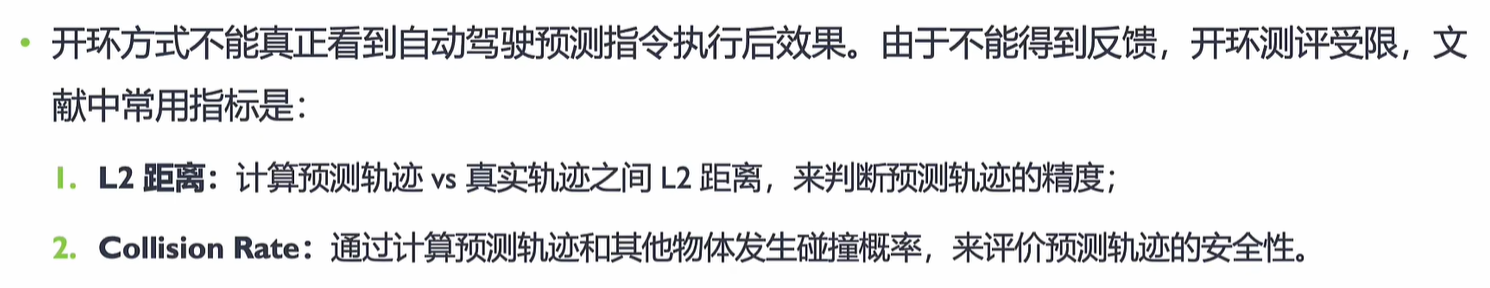 • 开环方式不能真正看到自动驾驶预测指令执行后效果。由于不能得到反馈，开环测评受限，文
献中常用指标是：
1. L2 距离：计算预测轨迹 vs 真实轨迹之间 L2 距离，来判断预测轨迹的精度；
2. Collision Rate：通过计算预测轨迹和其他物体发生碰撞概率，来评价预测轨迹的安全性。